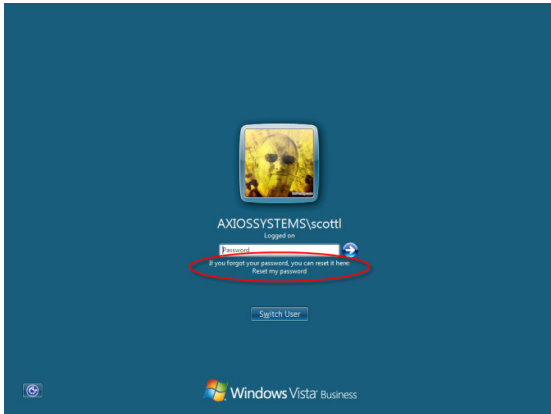 AXIOSSYSTEMS\scottl
Logged on
Password
If you forgot your password, you can reset it here:
Reset my password
Switch User
Windows Vista™ Business